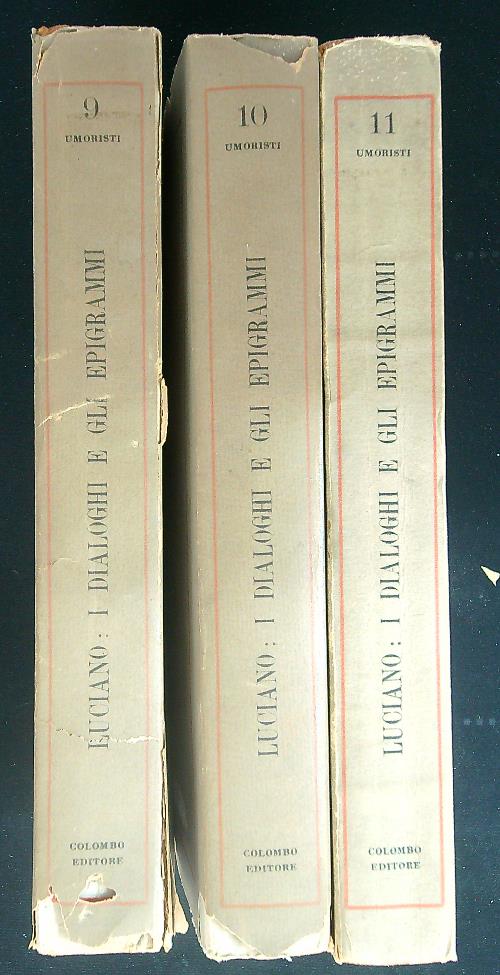 9
UMORISTI
LUCIANO: I DIALOGHI E GLI EPIGRAMMI
COLOMBO
EDITORE
10
UMORISTI
LUCIANO: I DIALOGHI E GLI EPIGRAMMI
COLOMBO
EDITORE
11
UMORISTI
LUCIANO: I DIALOGHI E GLI EPIGRAMMI
COLOMBO
EDITORE